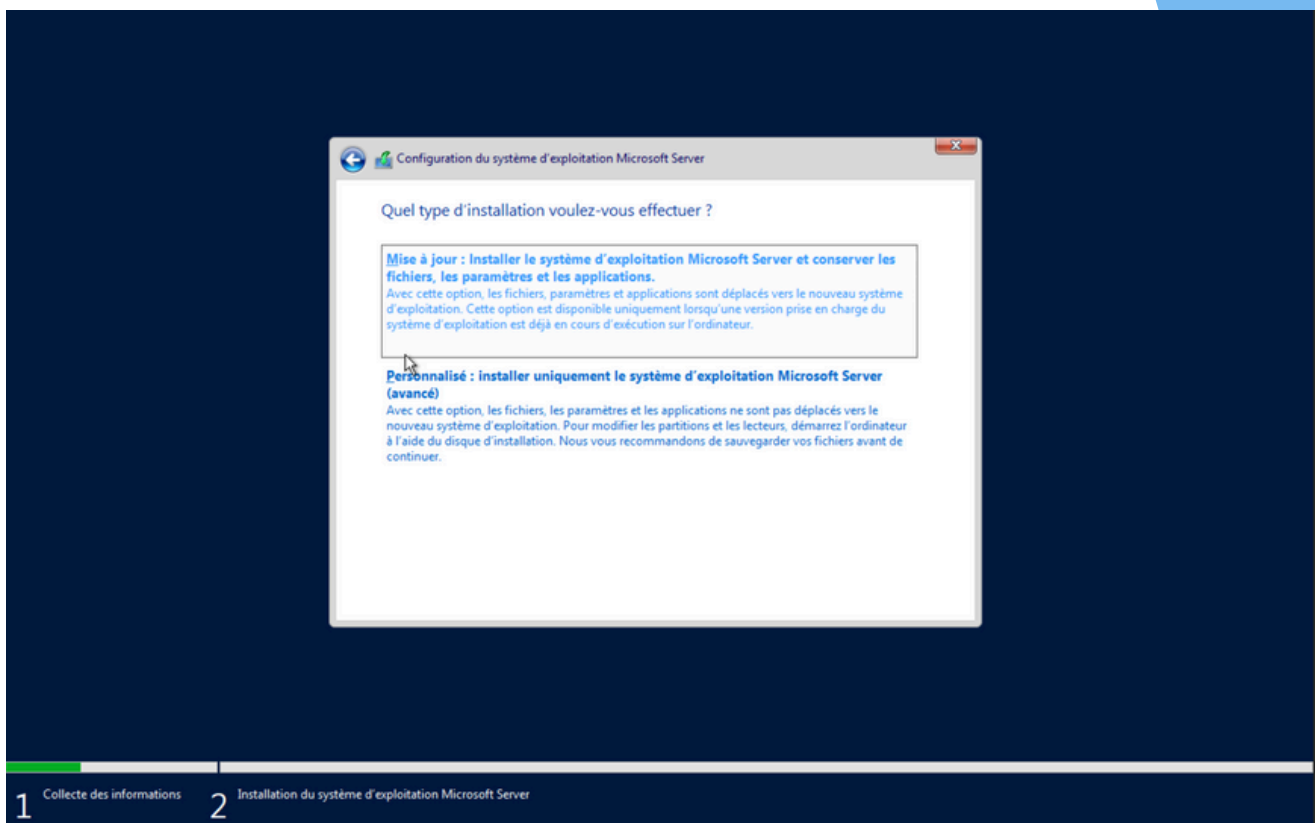 Configuration du système d'exploitation Microsoft Server
Quel type d'installation voulez-vous effectuer ?
Mise à jour : Installer le système d'exploitation Microsoft Server et conserver les
fichiers, les paramètres et les applications.
Avec cette option, les fichiers, paramètres et applications sont déplacés vers le nouveau système
d'exploitation. Cette option est disponible uniquement lorsqu'une version prise en charge du
système d'exploitation est déjà en cours d'exécution sur l'ordinateur.
Personnalisé : installer uniquement le système d'exploitation Microsoft Server
(avancé)
Avec cette option, les fichiers, les paramètres et les applications ne sont pas déplacés vers le
nouveau système d'exploitation. Pour modifier les partitions et les lecteurs, démarrez l'ordinateur
à l'aide du disque d'installation. Nous vous recommandons de sauvegarder vos fichiers avant de
continuer.
1 Collecte des informations 2 Installation du système d'exploitation Microsoft Server